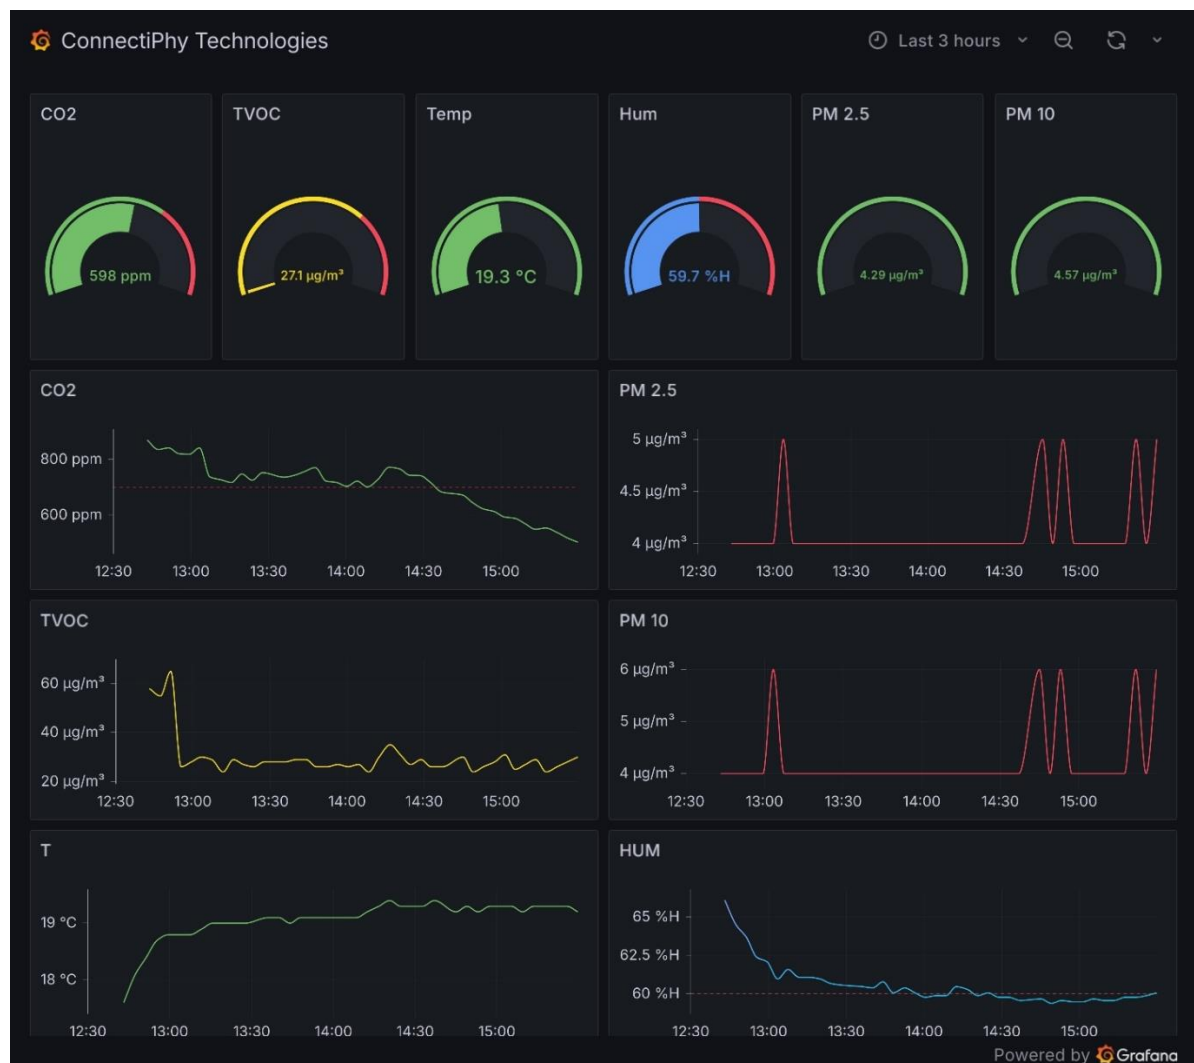 ConnectiPhy Technologies
Last 3 hours
CO2
598 ppm
TVOC
27.1 µg/m³
Temp
19.3 °C
Hum
59.7 %H
PM 2.5
4.29 µg/m³
PM 10
4.57 µg/m³
CO2
800 ppm
600 ppm
12:30 13:00 13:30 14:00 14:30 15:00
PM 2.5
5 µg/m³
4.5 µg/m³
4 µg/m³
12:30 13:00 13:30 14:00 14:30 15:00
TVOC
60 µg/m³
40 µg/m³
20 µg/m³
12:30 13:00 13:30 14:00 14:30 15:00
PM 10
6 µg/m³
5 µg/m³
4 µg/m³
12:30 13:00 13:30 14:00 14:30 15:00
T
19 °C
18 °C
12:30 13:00 13:30 14:00 14:30 15:00
HUM
65 %H
62.5 %H
60 %H
12:30 13:00 13:30 14:00 14:30 15:00
Powered by Grafana